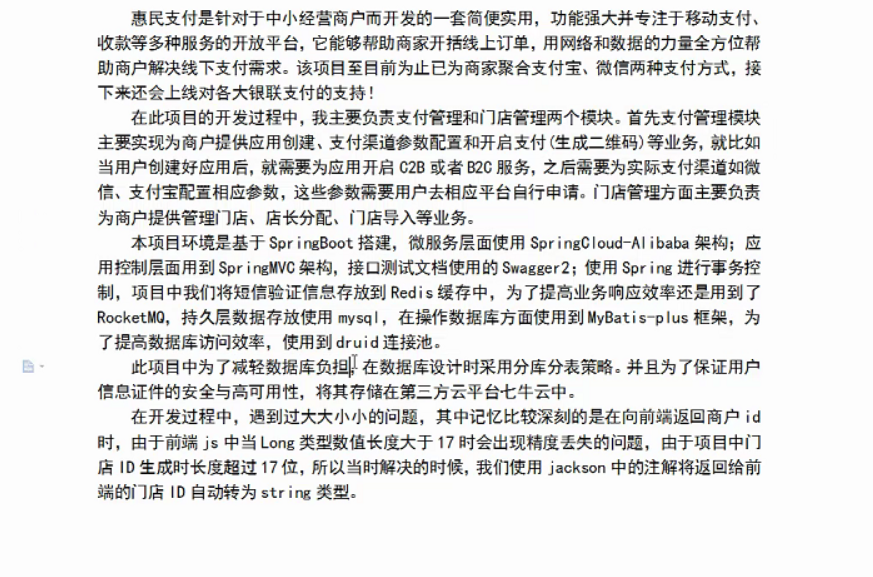 惠民支付是针对于中小经营商户而开发的一套简便实用，功能强大并专注于移动支付、
收款等多种服务的开放平台，它能够帮助商家开括线上订单，用网络和数据的力量全方位帮
助商户解决线下支付需求。该项目至目前为止已为商家聚合支付宝、微信两种支付方式，接
下来还会上线对各大银联支付的支持！
在此项目的开发过程中，我主要负责支付管理和门店管理两个模块。首先支付管理模块
主要实现为商户提供应用创建、支付渠道参数配置和开启支付(生成二维码)等业务，就比如
当用户创建好应用后，就需要为应用开启 C2B 或者 B2C 服务，之后需要为实际支付渠道如微
信、支付宝配置相应参数，这些参数需要用户去相应平台自行申请。门店管理方面主要负责
为商户提供管理门店、店长分配、门店导入等业务。
本项目环境是基于 SpringBoot 搭建，微服务层面使用 SpringCloud-Alibaba 架构；应
用控制层面用到 SpringMVC 架构，接口测试文档使用的 Swagger2；使用 Spring 进行事务控
制，项目中我们将短信验证信息存放到 Redis 缓存中，为了提高业务响应效率还是用到了
RocketMQ，持久层数据存放使用 mysql，在操作数据库方面使用到 MyBatis-plus 框架，为
了提高数据库访问效率，使用到 druid 连接池。
此项目中为了减轻数据库负担，在数据库设计时采用分库分表策略。并且为了保证用户
信息证件的安全与高可用性，将其存储在第三方云平台七牛云中。
在开发过程中，遇到过大大小小的问题，其中记忆比较深刻的是在向前端返回商户 id
时，由于前端 js 中当 Long 类型数值长度大于 17 时会出现精度丢失的问题，由于项目中门
店 ID 生成时长度超过 17 位，所以当时解决的时候，我们使用 jackson 中的注解将返回给前
端的门店 ID 自动转为 string 类型。